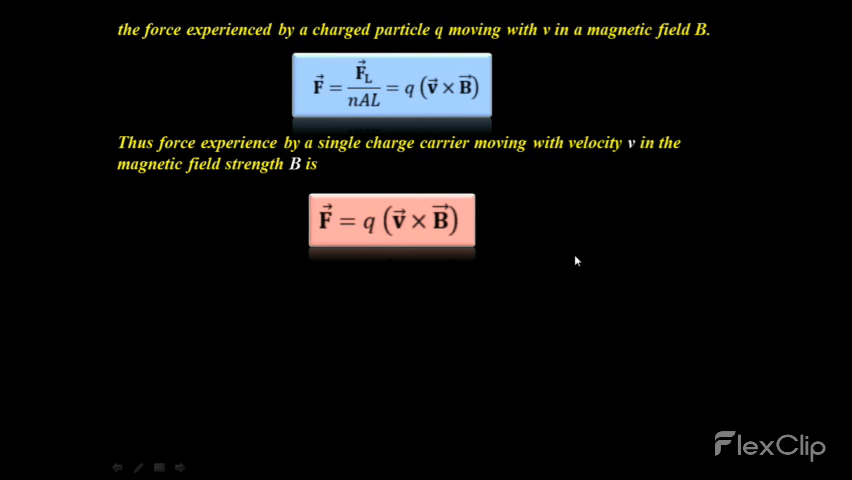 the force experienced by a charged particle q moving with v in a magnetic field B.
F⃗ = F⃗_L / nAL = q (v⃗ × B⃗)
Thus force experience by a single charge carrier moving with velocity v in the
magnetic field strength B is
F⃗ = q (v⃗ × B⃗)
FlexClip